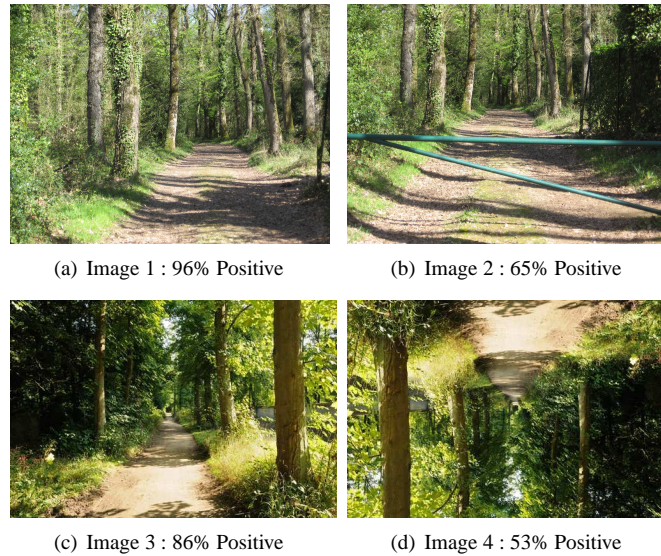 (a) Image 1 : 96% Positive
(b) Image 2 : 65% Positive
(c) Image 3 : 86% Positive
(d) Image 4 : 53% Positive